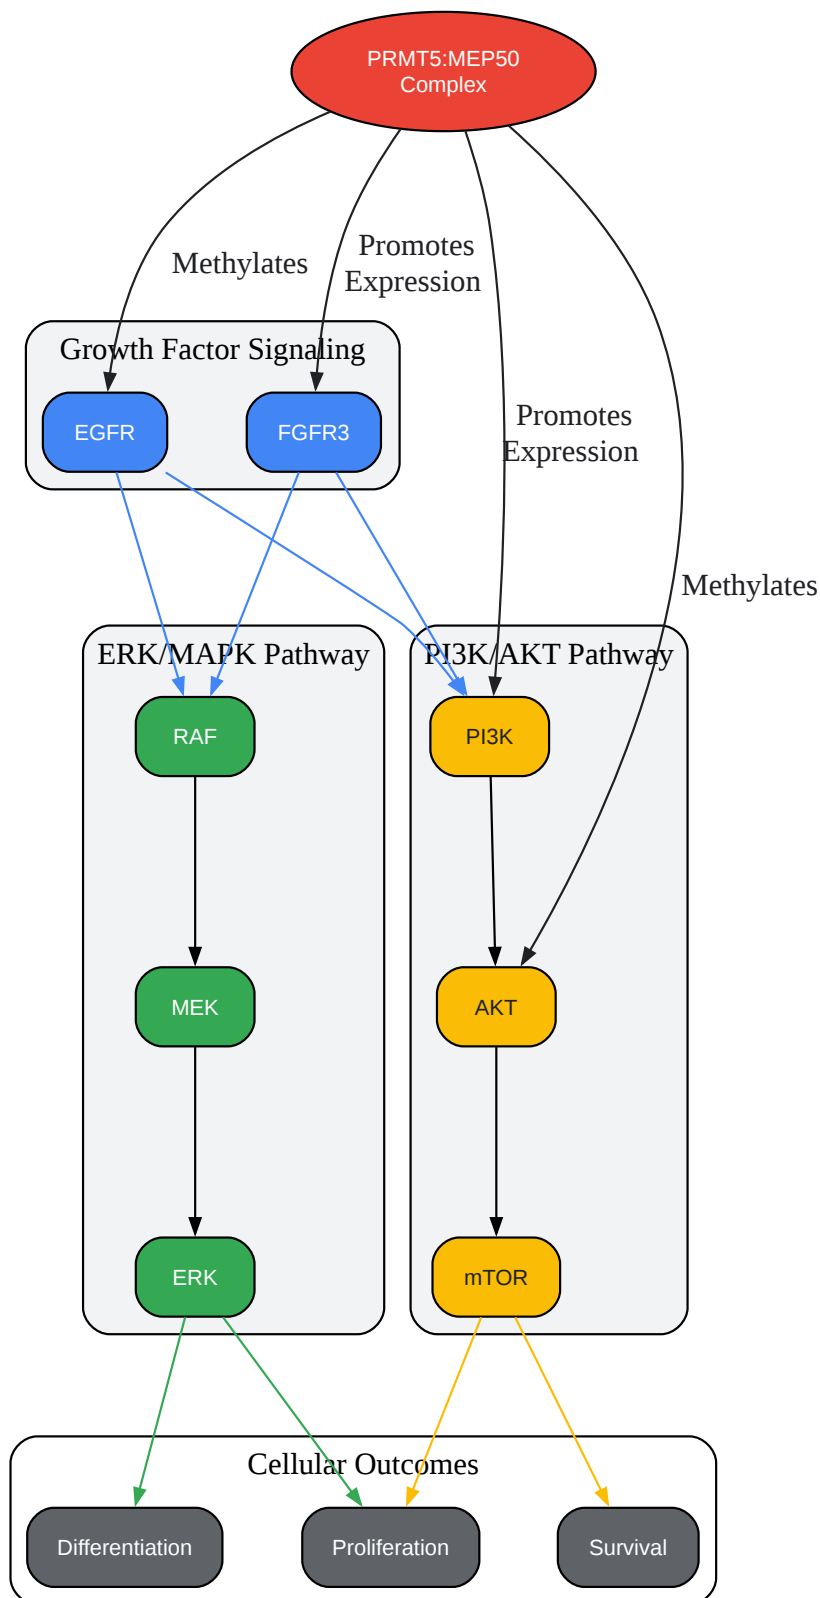 PRMT5:MEP50
Complex
Methylates
Promotes
Expression
Growth Factor Signaling
EGFR
FGFR3
Promotes
Expression
Methylates
ERK/MAPK Pathway
PI3K/AKT Pathway
RAF
PI3K
MEK
AKT
ERK
mTOR
Cellular Outcomes
Differentiation
Proliferation
Survival